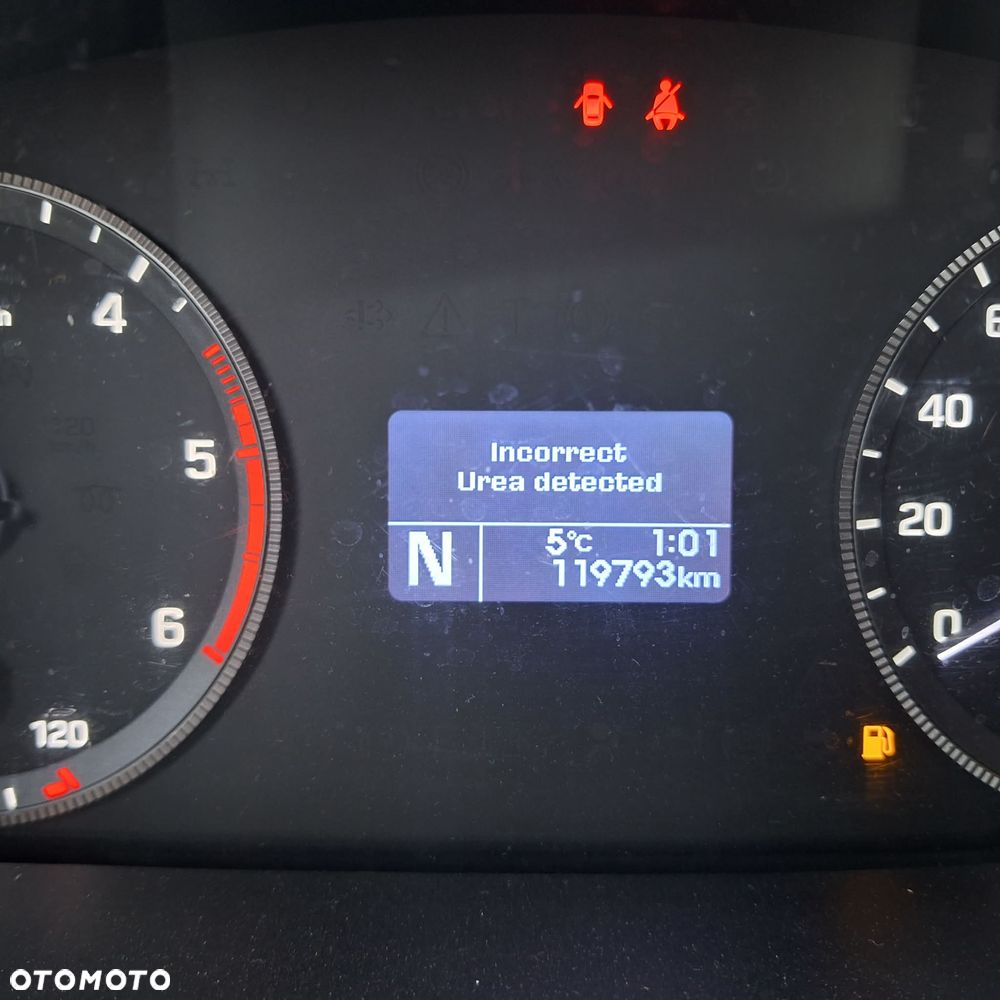 4
5
6
120
Incorrect
Urea detected
N
5°C 1:01
119793km
40
20
0
OTOMOTO